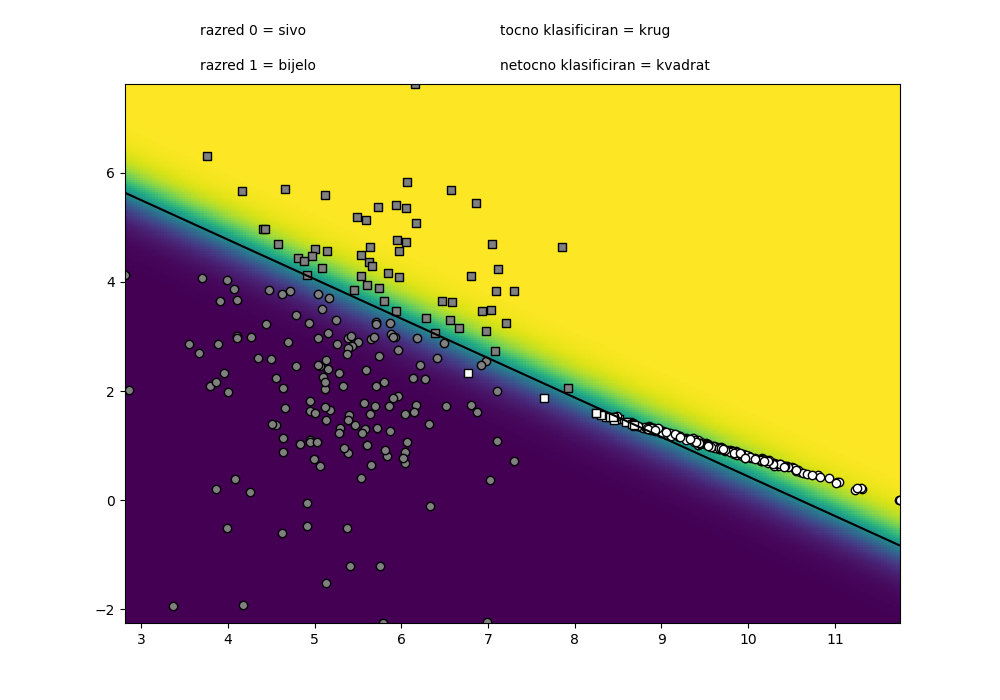 razred 0 = sivo
tocno klasificiran = krug
razred 1 = bijelo
netocno klasificiran = kvadrat
6
4
2
0
−2
3 4 5 6 7 8 9 10 11